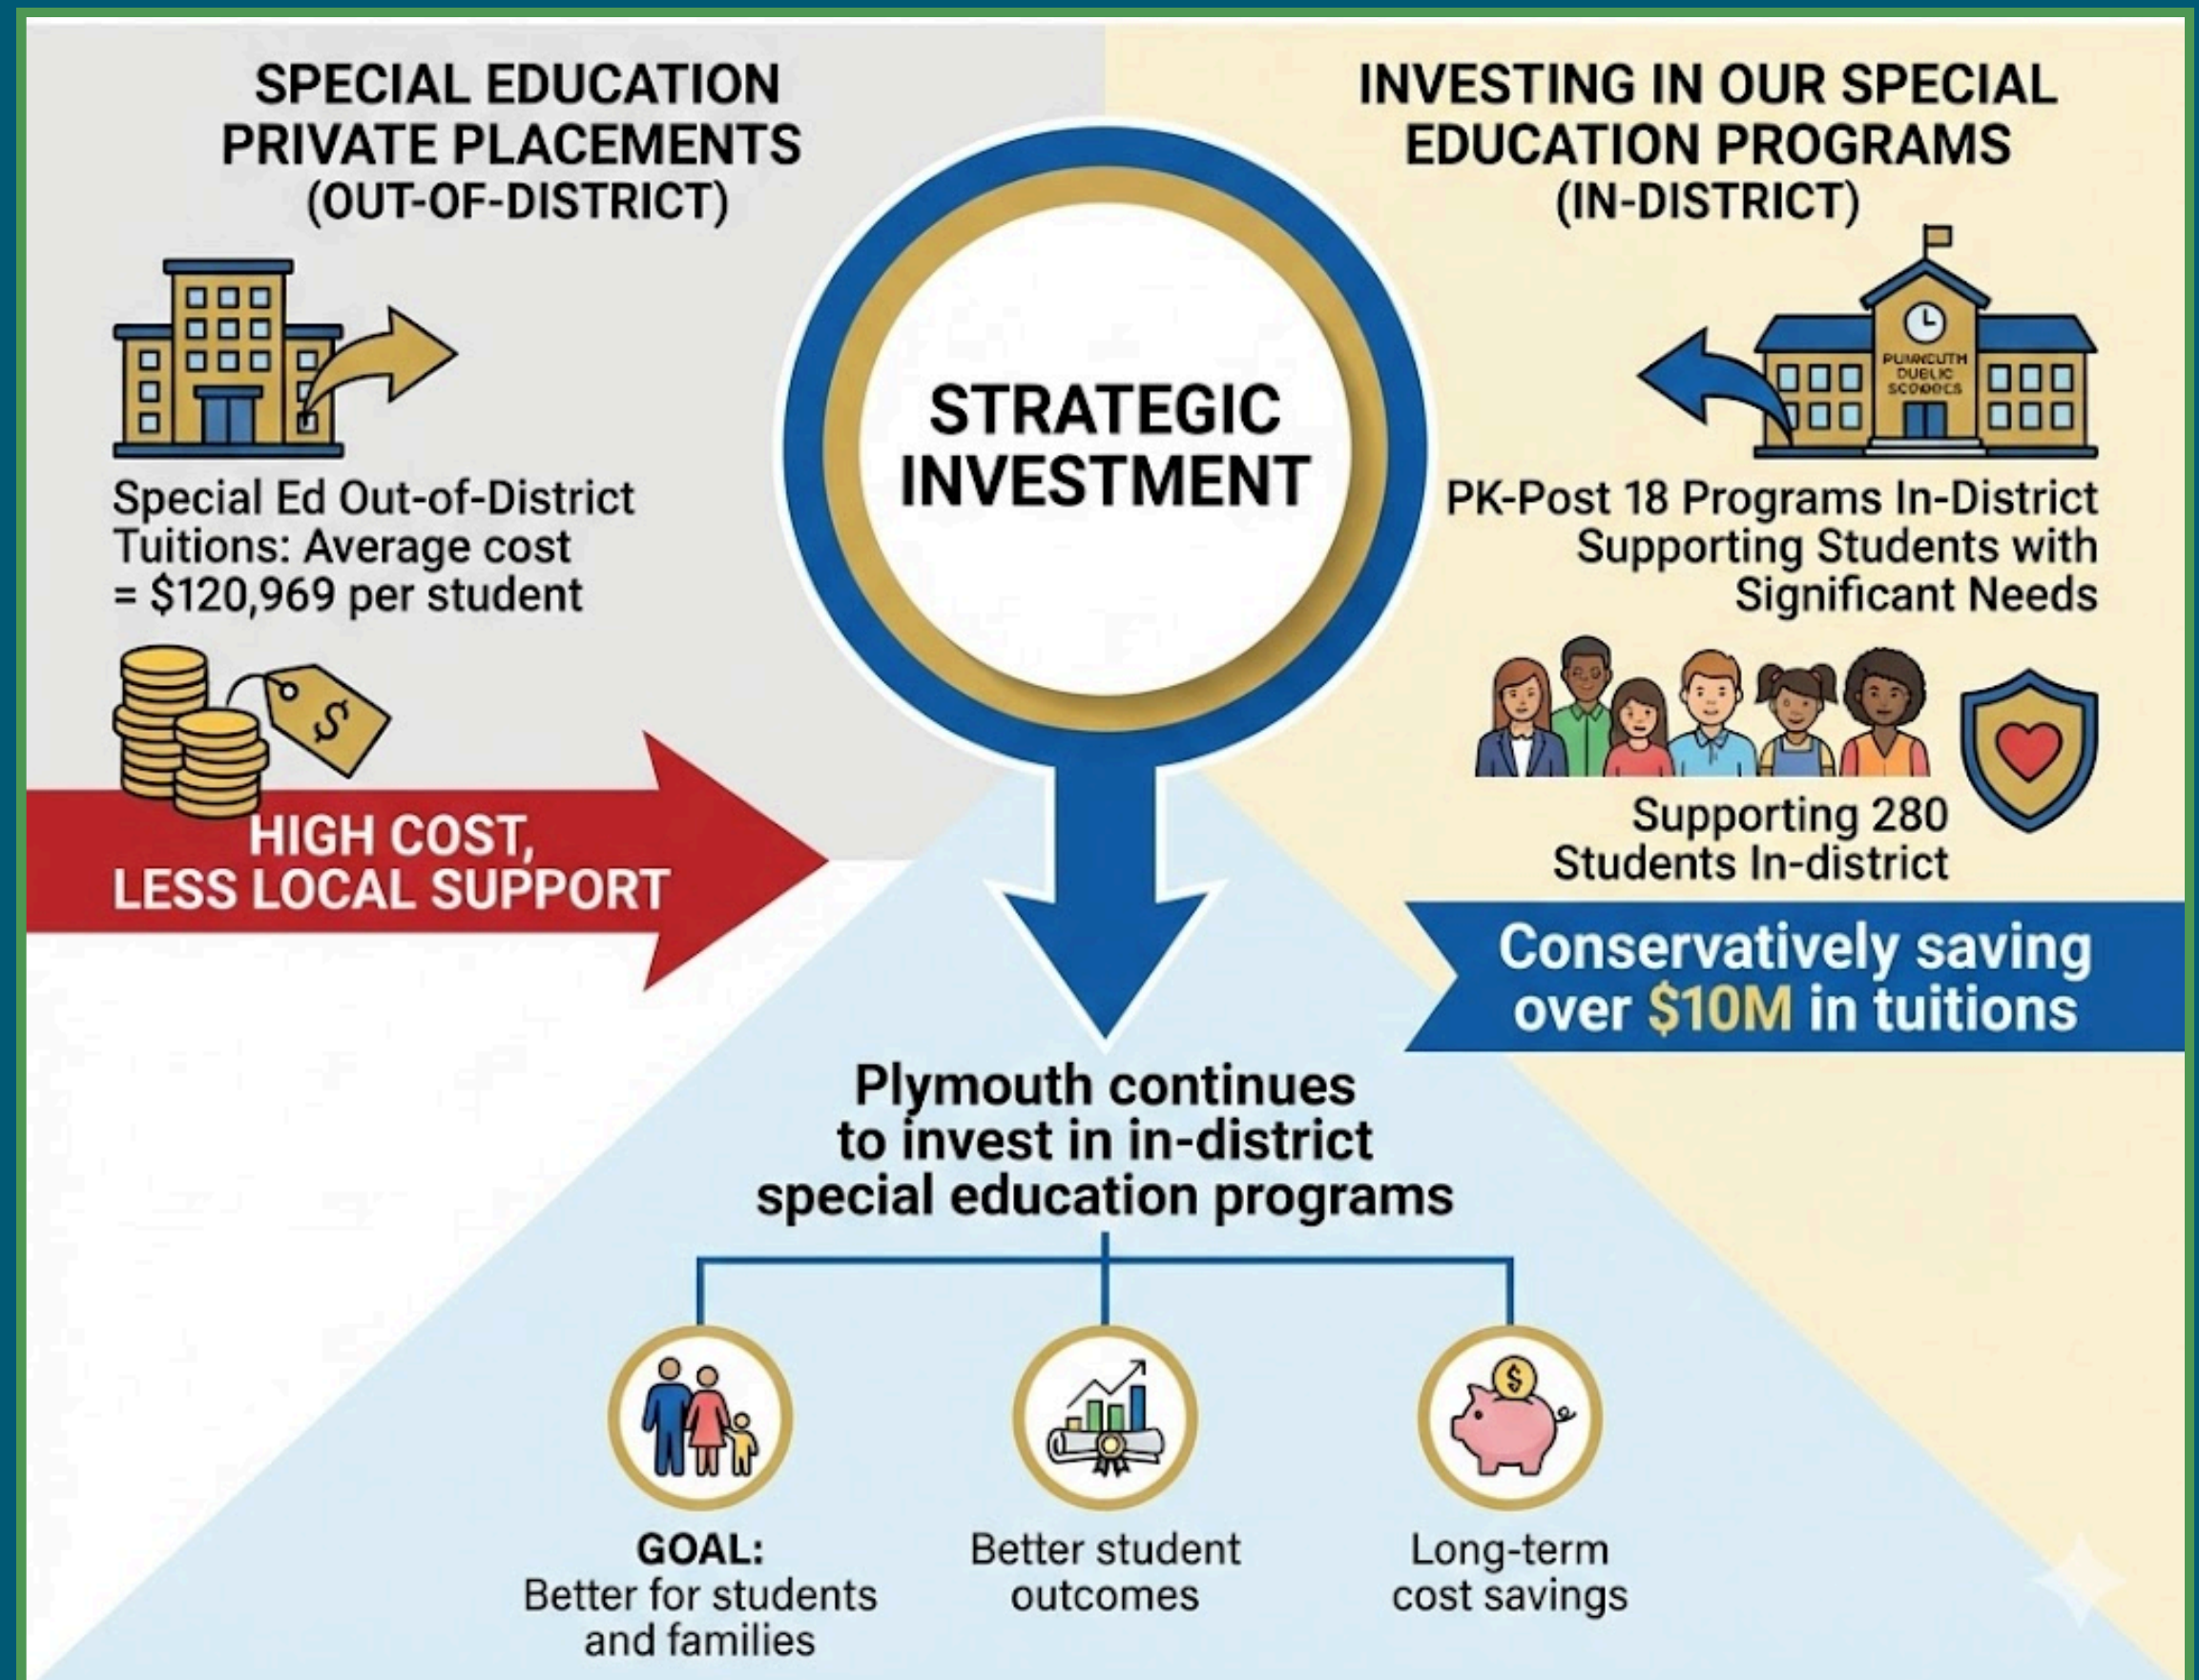 SPECIAL EDUCATION
PRIVATE PLACEMENTS
(OUT-OF-DISTRICT)
Special Ed Out-of-District
Tuitions: Average cost
= $120,969 per student
$
HIGH COST,
LESS LOCAL SUPPORT
STRATEGIC
INVESTMENT
INVESTING IN OUR SPECIAL
EDUCATION PROGRAMS
(IN-DISTRICT)
DUBLIC
PK-Post 18 Programs In-District
Supporting Students with
Significant Needs
Supporting 280
Students In-district
Conservatively saving
over $10M in tuitions
Plymouth continues
to invest in in-district
special education programs
$
GOAL:
Better for students
and families
Better student
outcomes
Long-term
cost savings